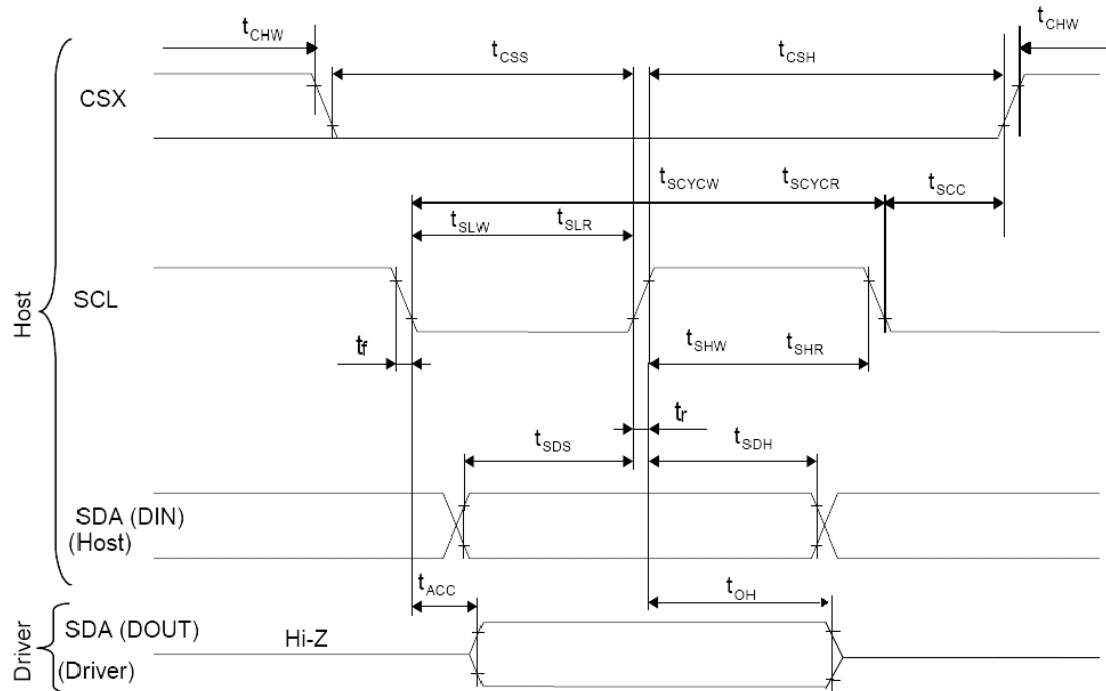 tCHW
tCHW
tCSS
tCSH
CSX
tSCYCW
tSCYCR
tSCC
tSLW
tSLR
Host
SCL
tf
tSHW
tSHR
tr
tSDS
tSDH
SDA (DIN)
(Host)
tACC
tOH
Driver
SDA (DOUT)
Hi-Z
(Driver)